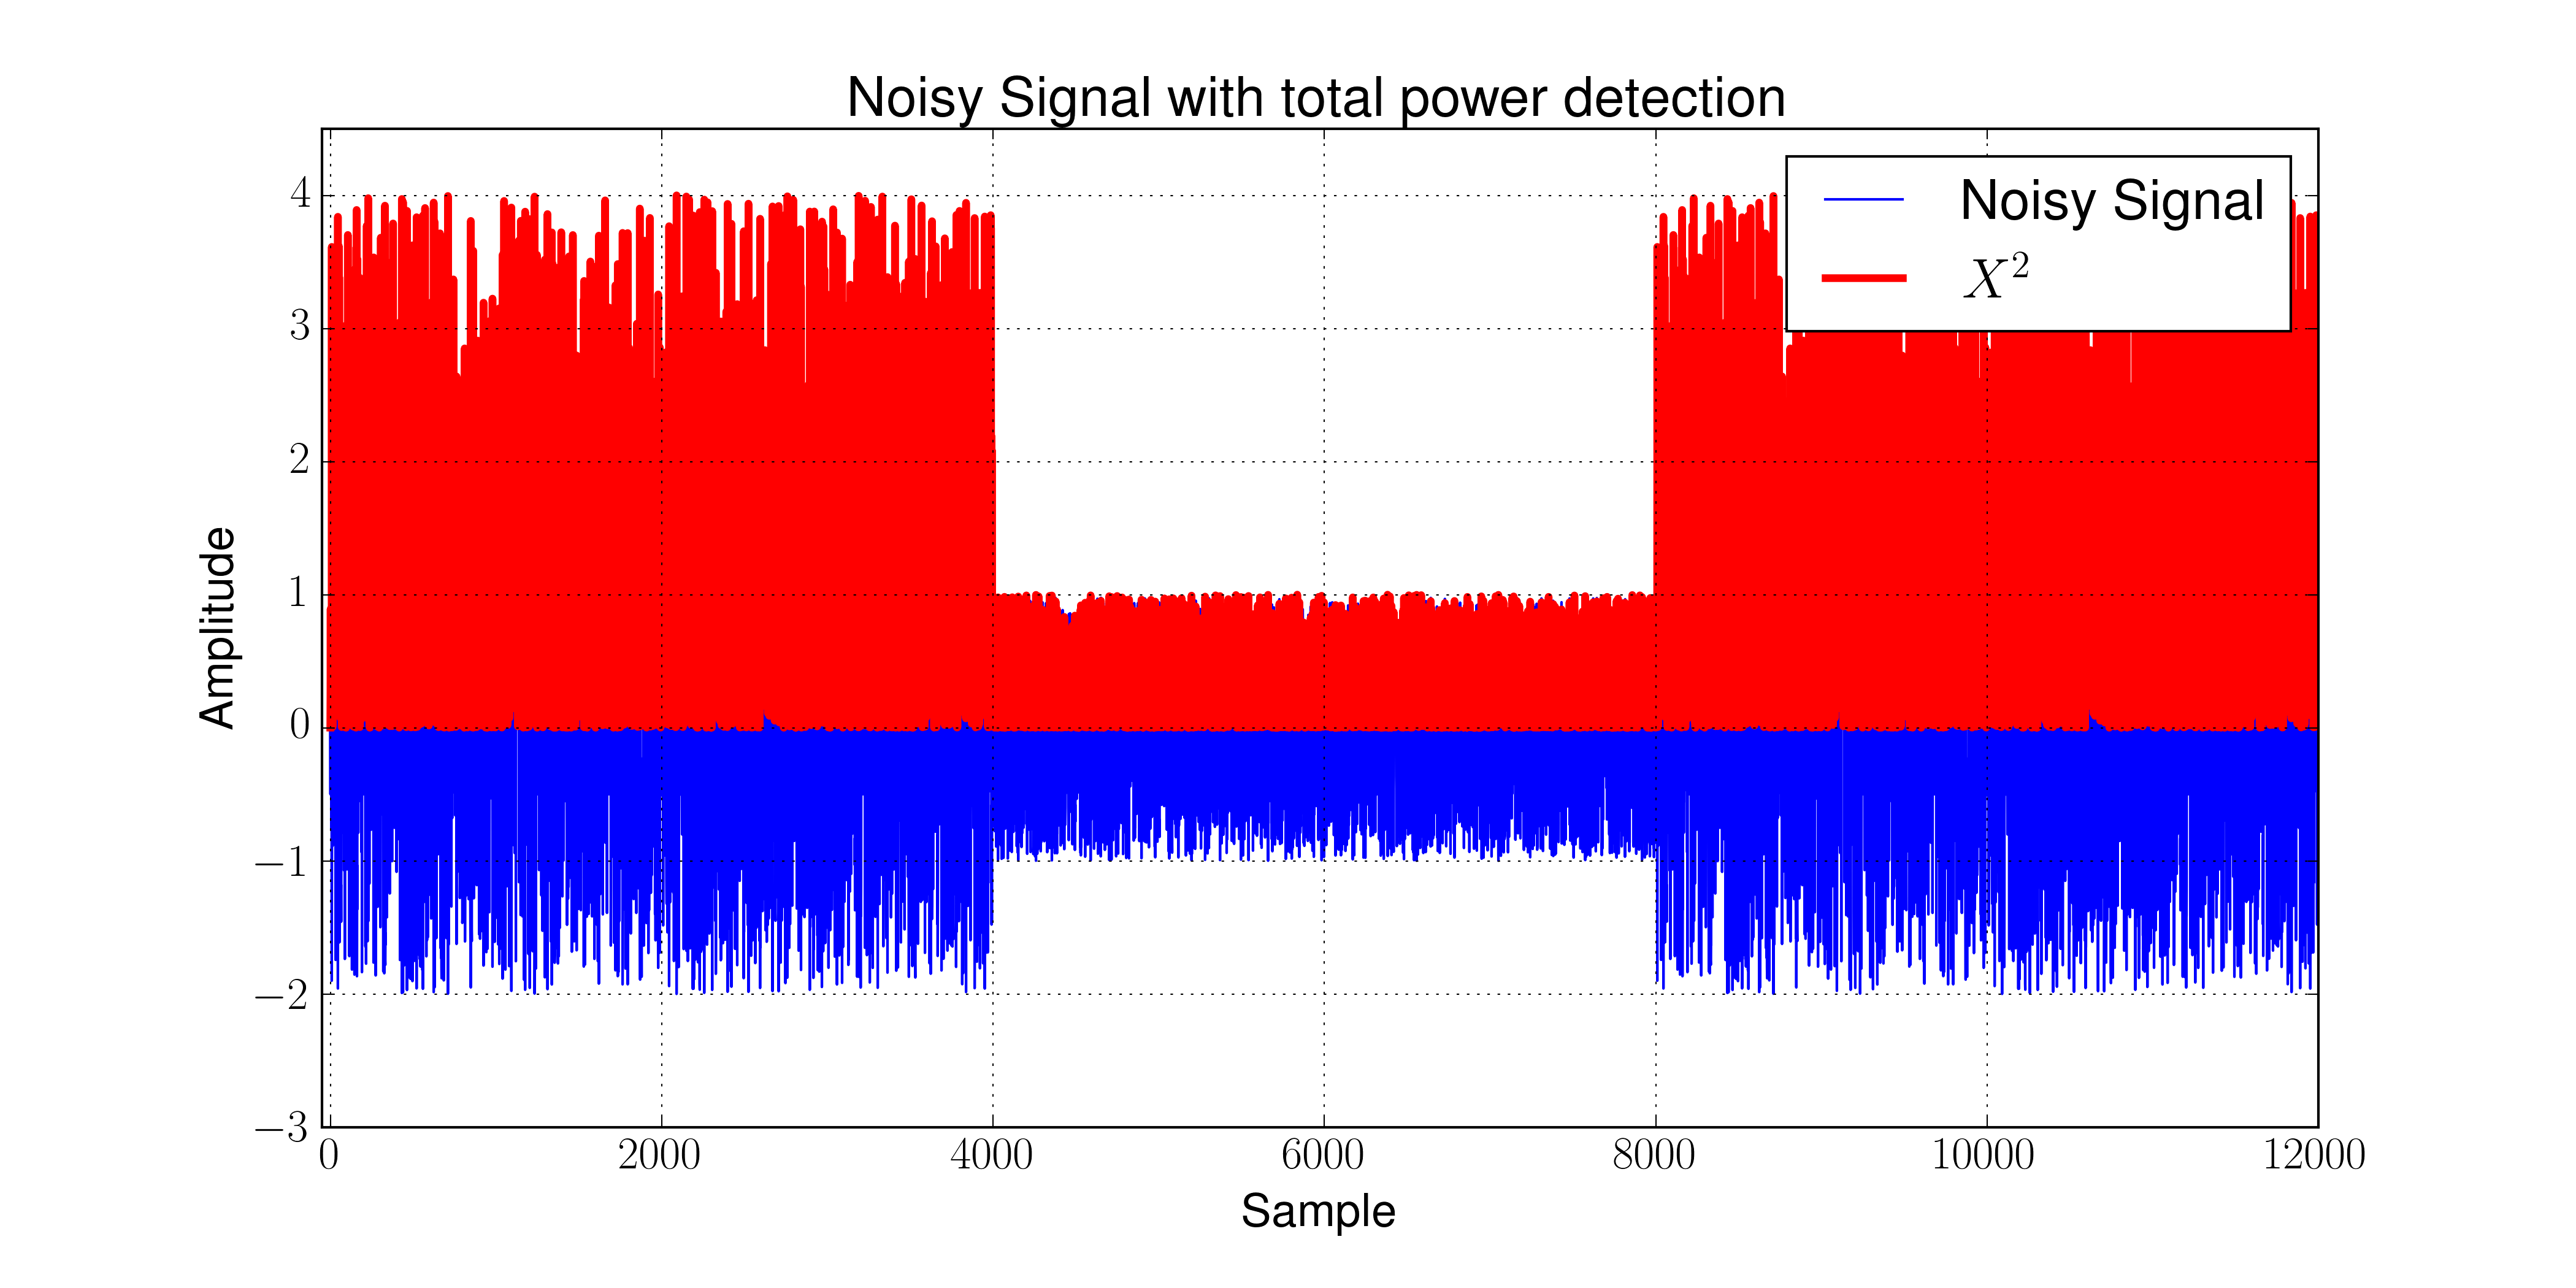 Noisy Signal with total power detection
Noisy Signal
X²
4
3
2
1
0
−1
−2
−3
Amplitude
0 2000 4000 6000 8000 10000 12000
Sample